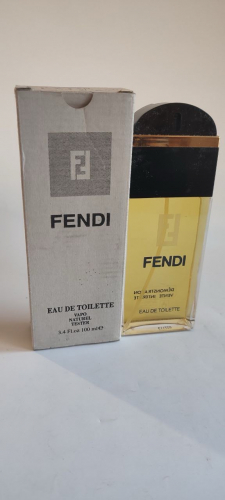 FENDI
EAU DE TOILETTE
VAPO
NATUREL
TESTER
3.4 Fl.oz 100 ml e
FENDI
EAU DE TOILETTE